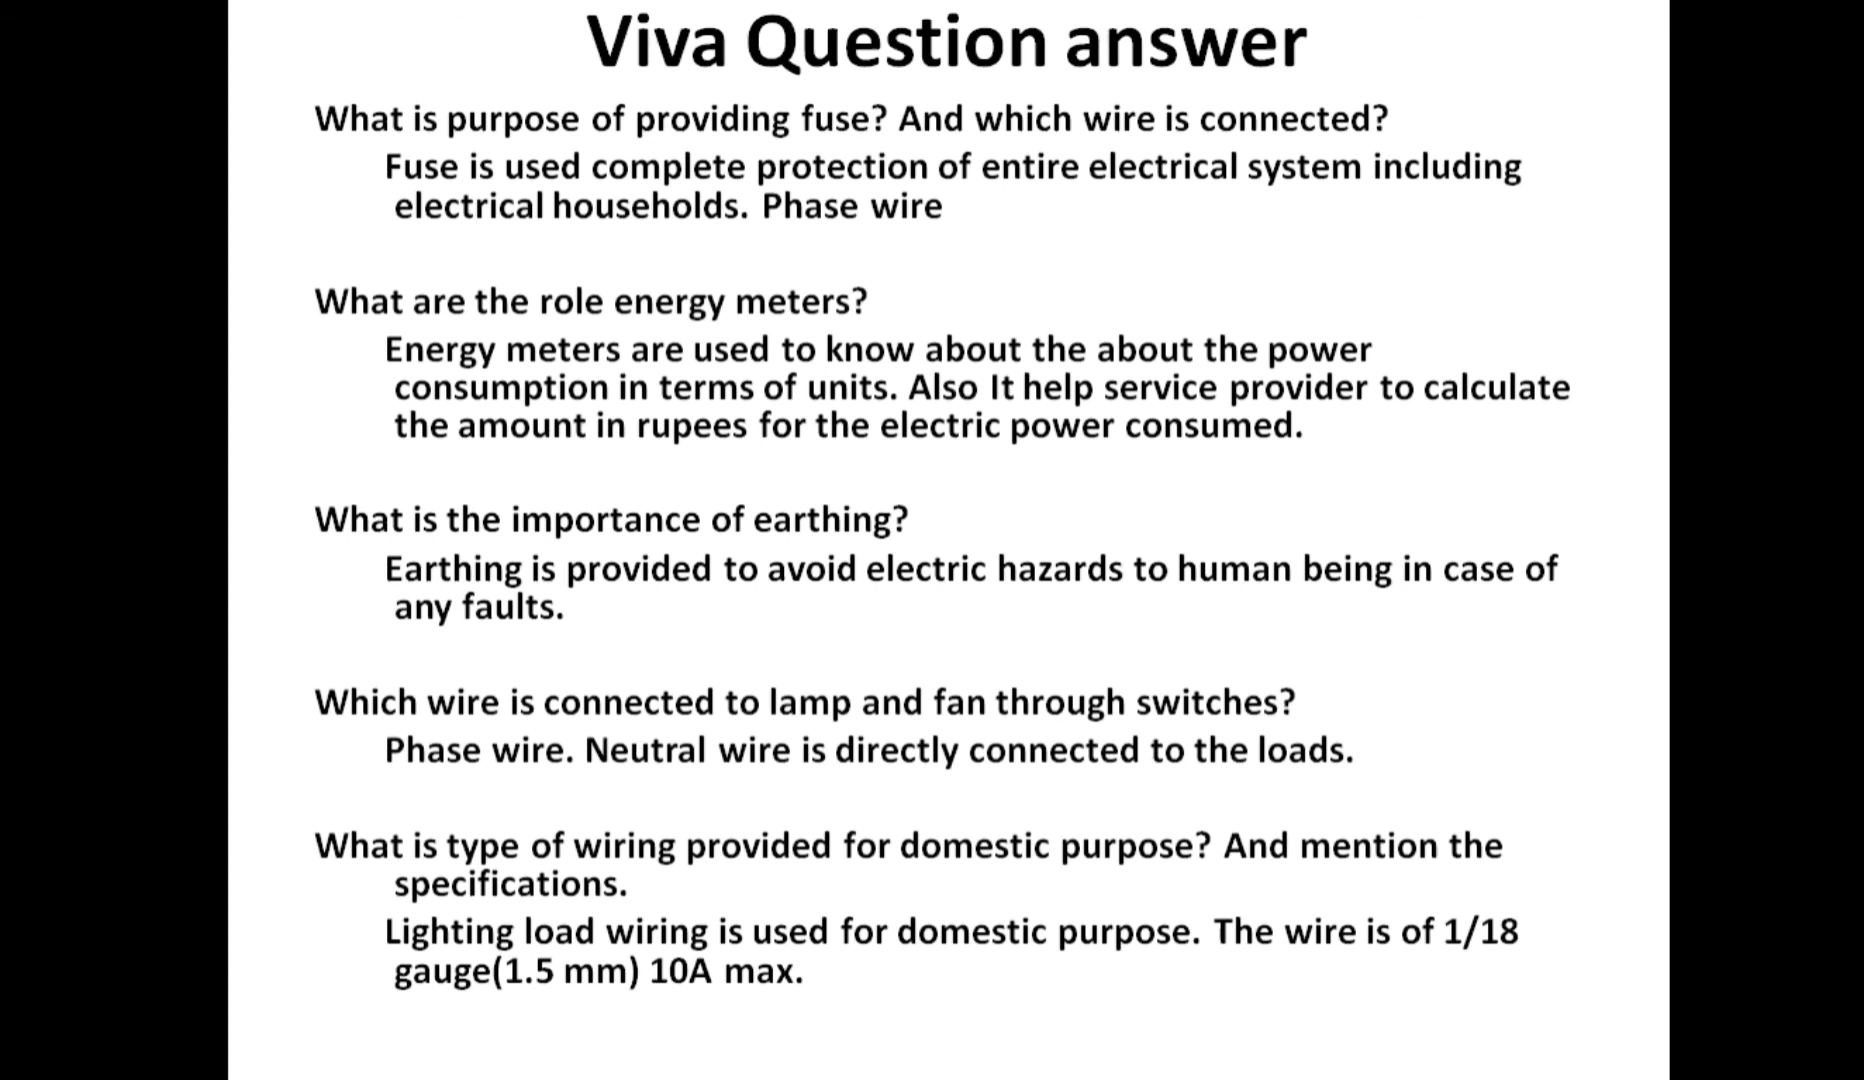 Viva Question answer
What is purpose of providing fuse? And which wire is connected?
Fuse is used complete protection of entire electrical system including
electrical households. Phase wire
What are the role energy meters?
Energy meters are used to know about the about the power
consumption in terms of units. Also It help service provider to calculate
the amount in rupees for the electric power consumed.
What is the importance of earthing?
Earthing is provided to avoid electric hazards to human being in case of
any faults.
Which wire is connected to lamp and fan through switches?
Phase wire. Neutral wire is directly connected to the loads.
What is type of wiring provided for domestic purpose? And mention the
specifications.
Lighting load wiring is used for domestic purpose. The wire is of 1/18
gauge(1.5 mm) 10A max.